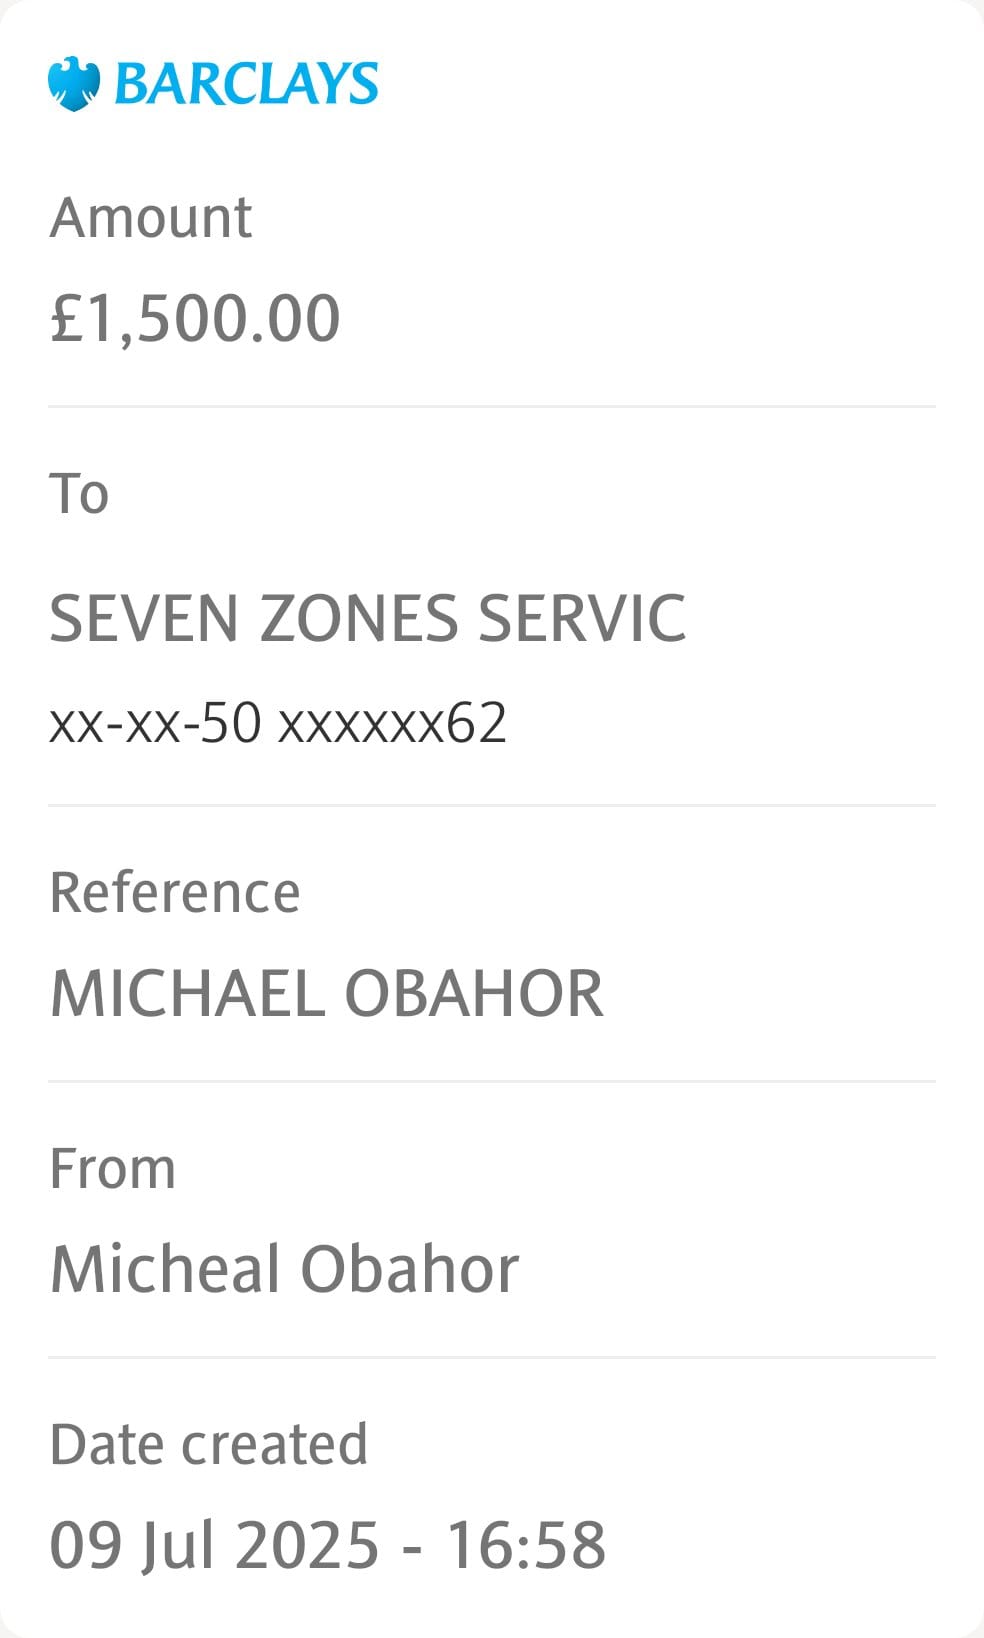 BARCLAYS
Amount
£1,500.00
To
SEVEN ZONES SERVIC
xx-xx-50 xxxxxx62
Reference
MICHAEL OBAHOR
From
Micheal Obahor
Date created
09 Jul 2025 - 16:58